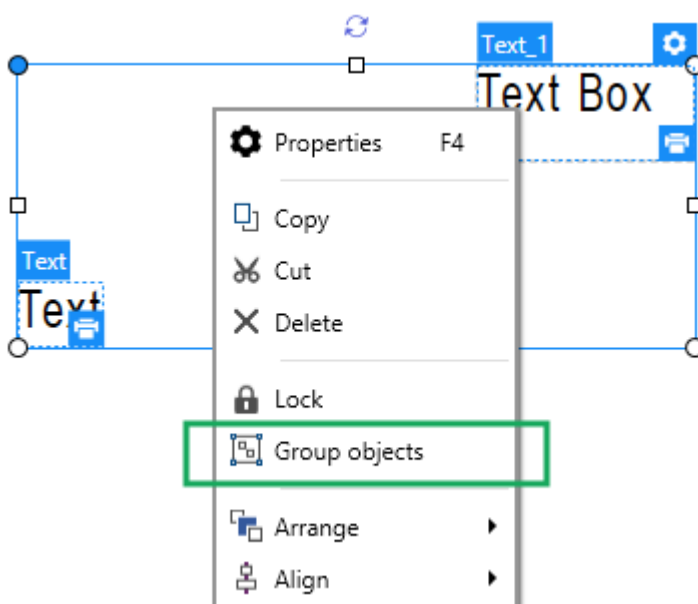 Text_1
Text Box
Properties F4
Copy
Cut
Text
Delete
Text
Lock
Group objects
Arrange
Align